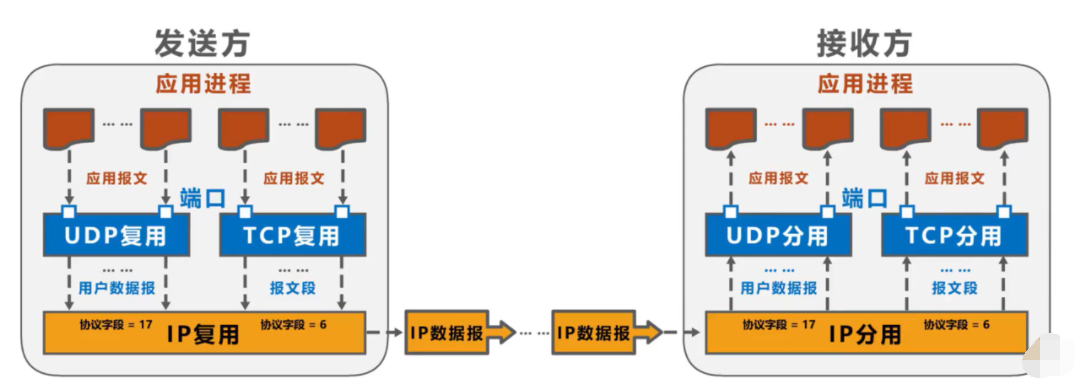 发送方
应用进程
... ... ... ...
应用报文 应用报文
端口
UDP复用 TCP复用
... ... ... ...
用户数据报 报文段
协议字段 = 17 协议字段 = 6
IP复用
IP数据报 ... ... IP数据报
接收方
应用进程
... ... ... ...
应用报文 应用报文
端口
UDP分用 TCP分用
... ... ... ...
用户数据报 报文段
协议字段 = 17 协议字段 = 6
IP分用